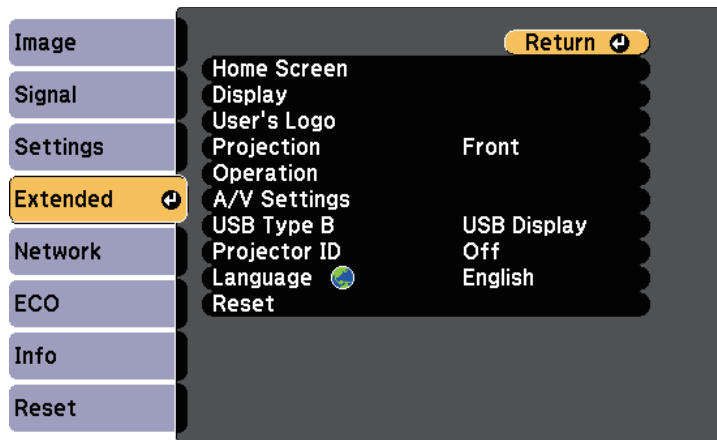 Image
Signal
Settings
Extended
Network
ECO
Info
Reset
Return
Home Screen
Display
User's Logo
Projection Front
Operation
A/V Settings
USB Type B USB Display
Projector ID Off
Language English
Reset